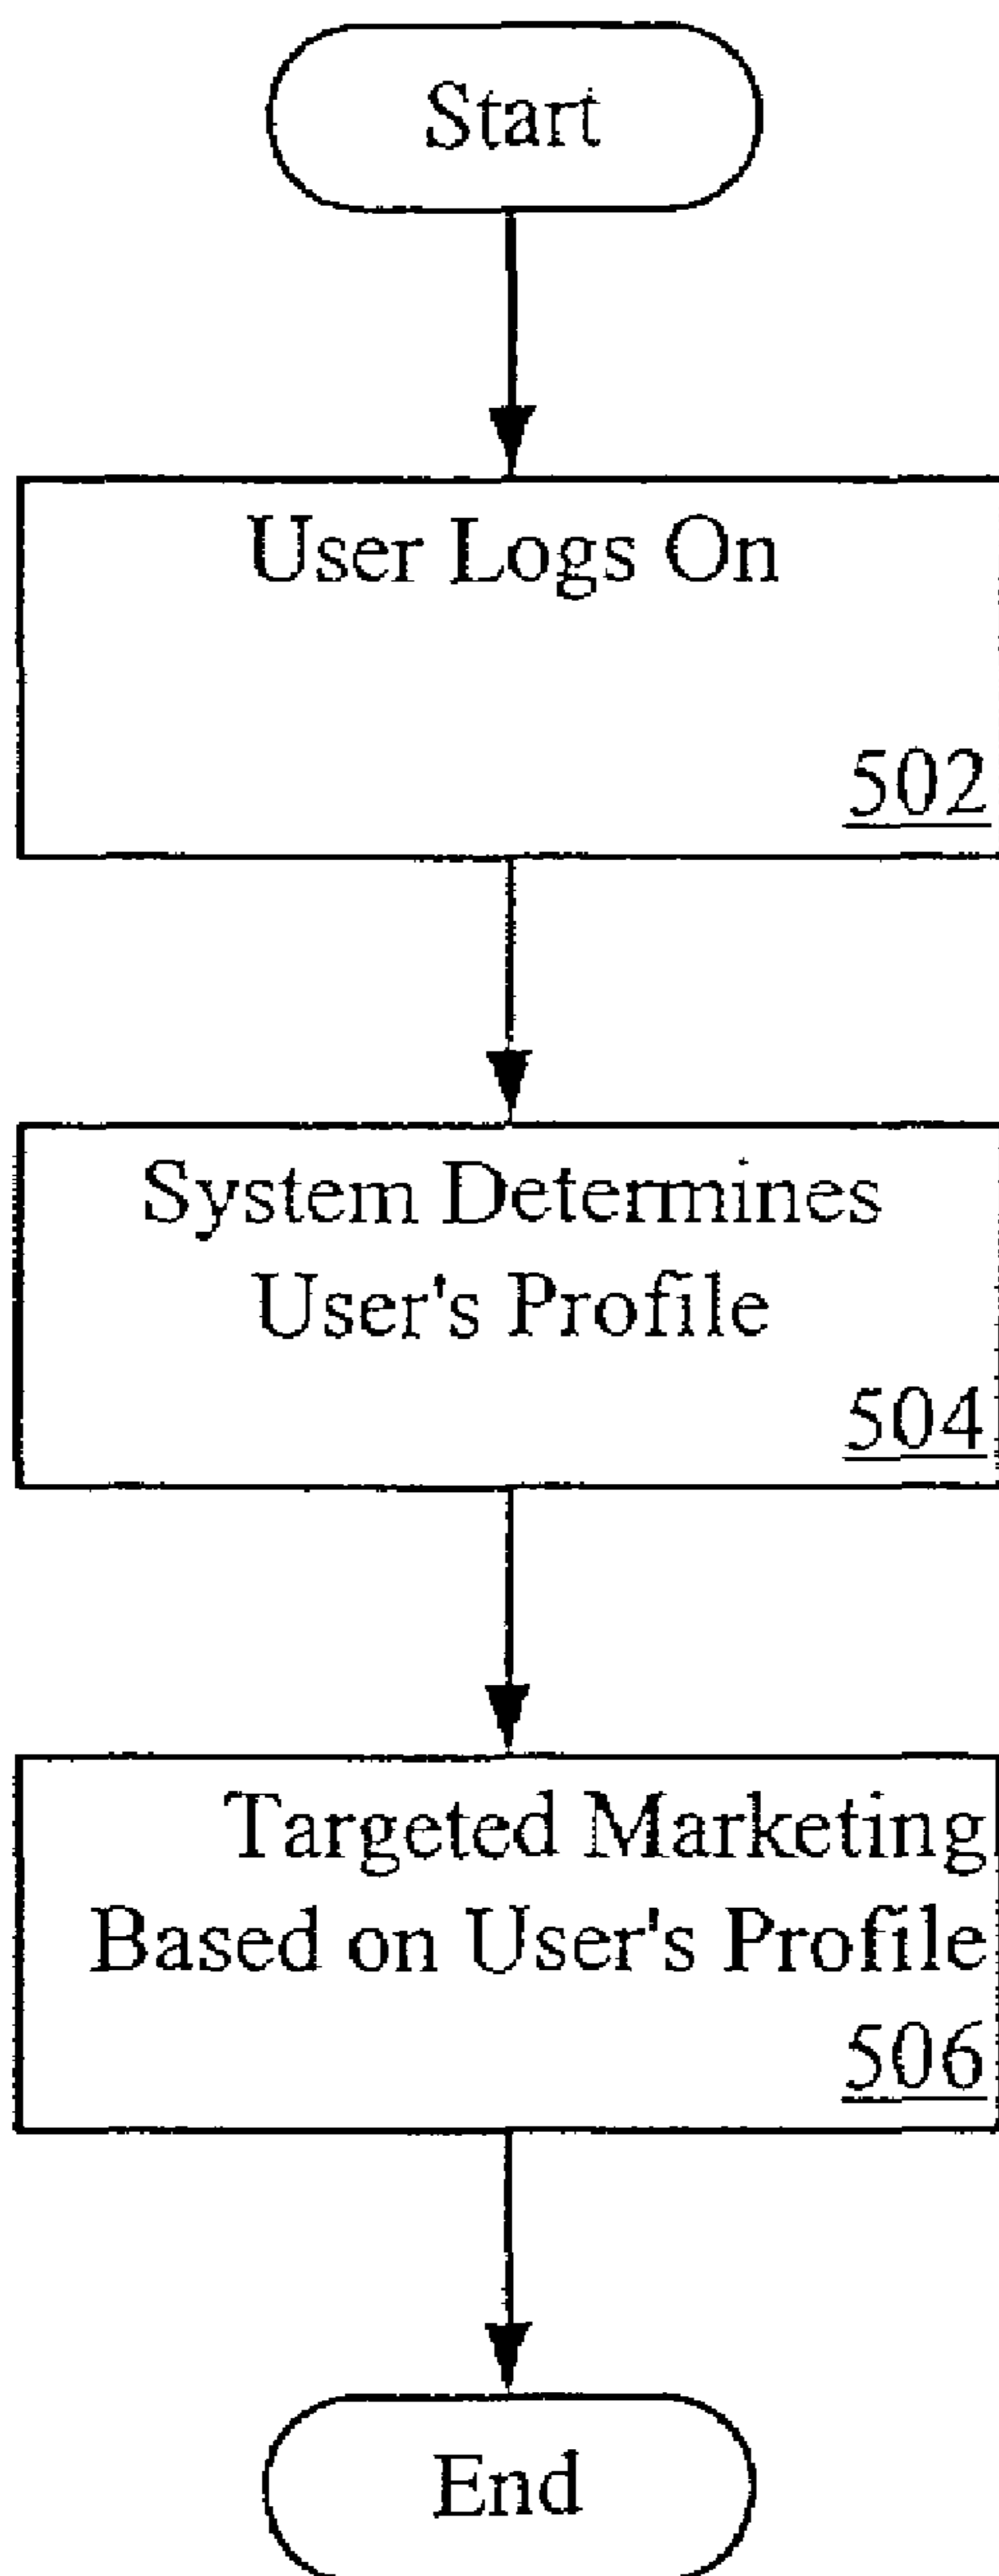 Start
User Logs On
502
System Determines
User's Profile
504
Targeted Marketing
Based on User's Profile
506
End